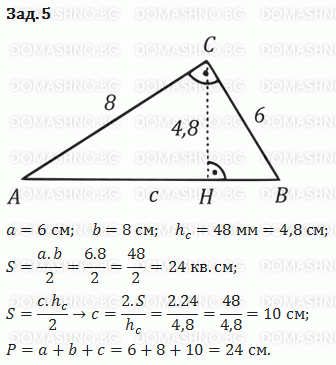 Зад. 5
C
8
4,8
6
A c H B
a = 6 см; b = 8 см; h_c = 48 мм = 4,8 см;
S = a.b/2 = 6.8/2 = 48/2 = 24 кв. см;
S = c.h_c/2 → c = 2.S/h_c = 2.24/4,8 = 48/4,8 = 10 см;
P = a + b + c = 6 + 8 + 10 = 24 см.
DOMASHNO.BG